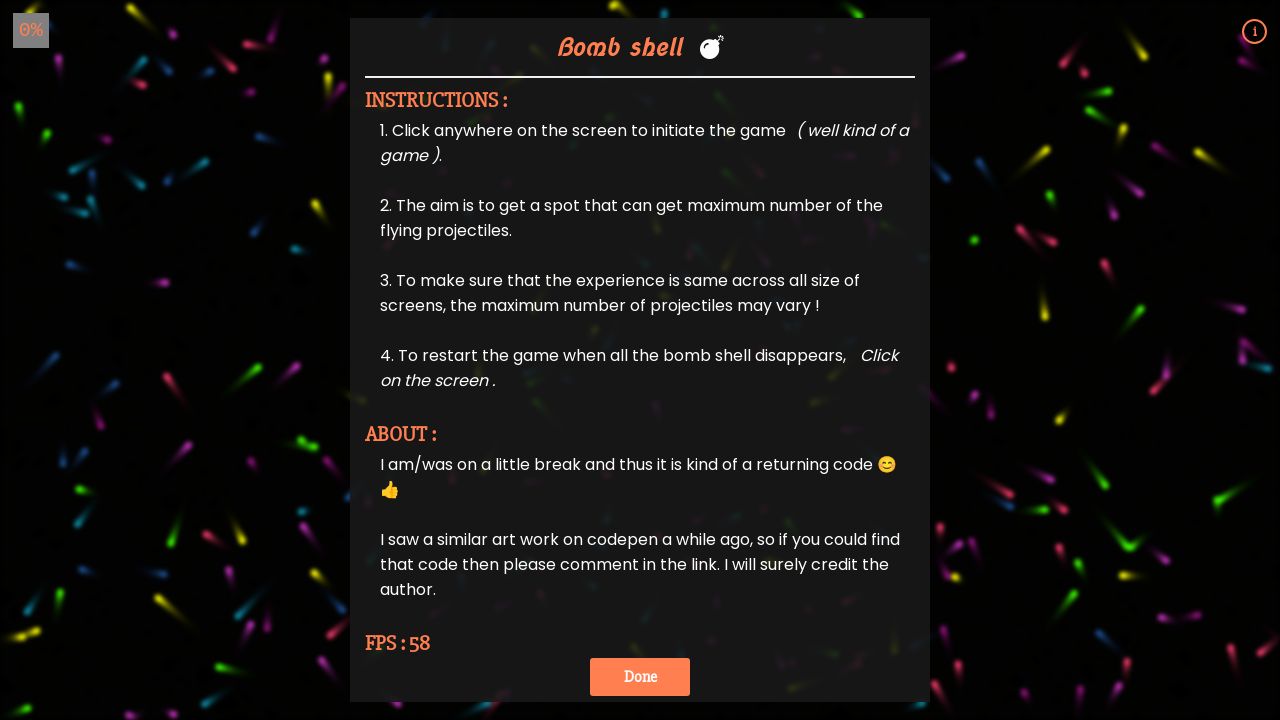 0%
i
Bomb shell 💣
INSTRUCTIONS :
1. Click anywhere on the screen to initiate the game ( well kind of a
game ).
2. The aim is to get a spot that can get maximum number of the
flying projectiles.
3. To make sure that the experience is same across all size of
screens, the maximum number of projectiles may vary !
4. To restart the game when all the bomb shell disappears, Click
on the screen .
ABOUT :
I am/was on a little break and thus it is kind of a returning code 😊
👍
I saw a similar art work on codepen a while ago, so if you could find
that code then please comment in the link. I will surely credit the
author.
FPS : 58
Done